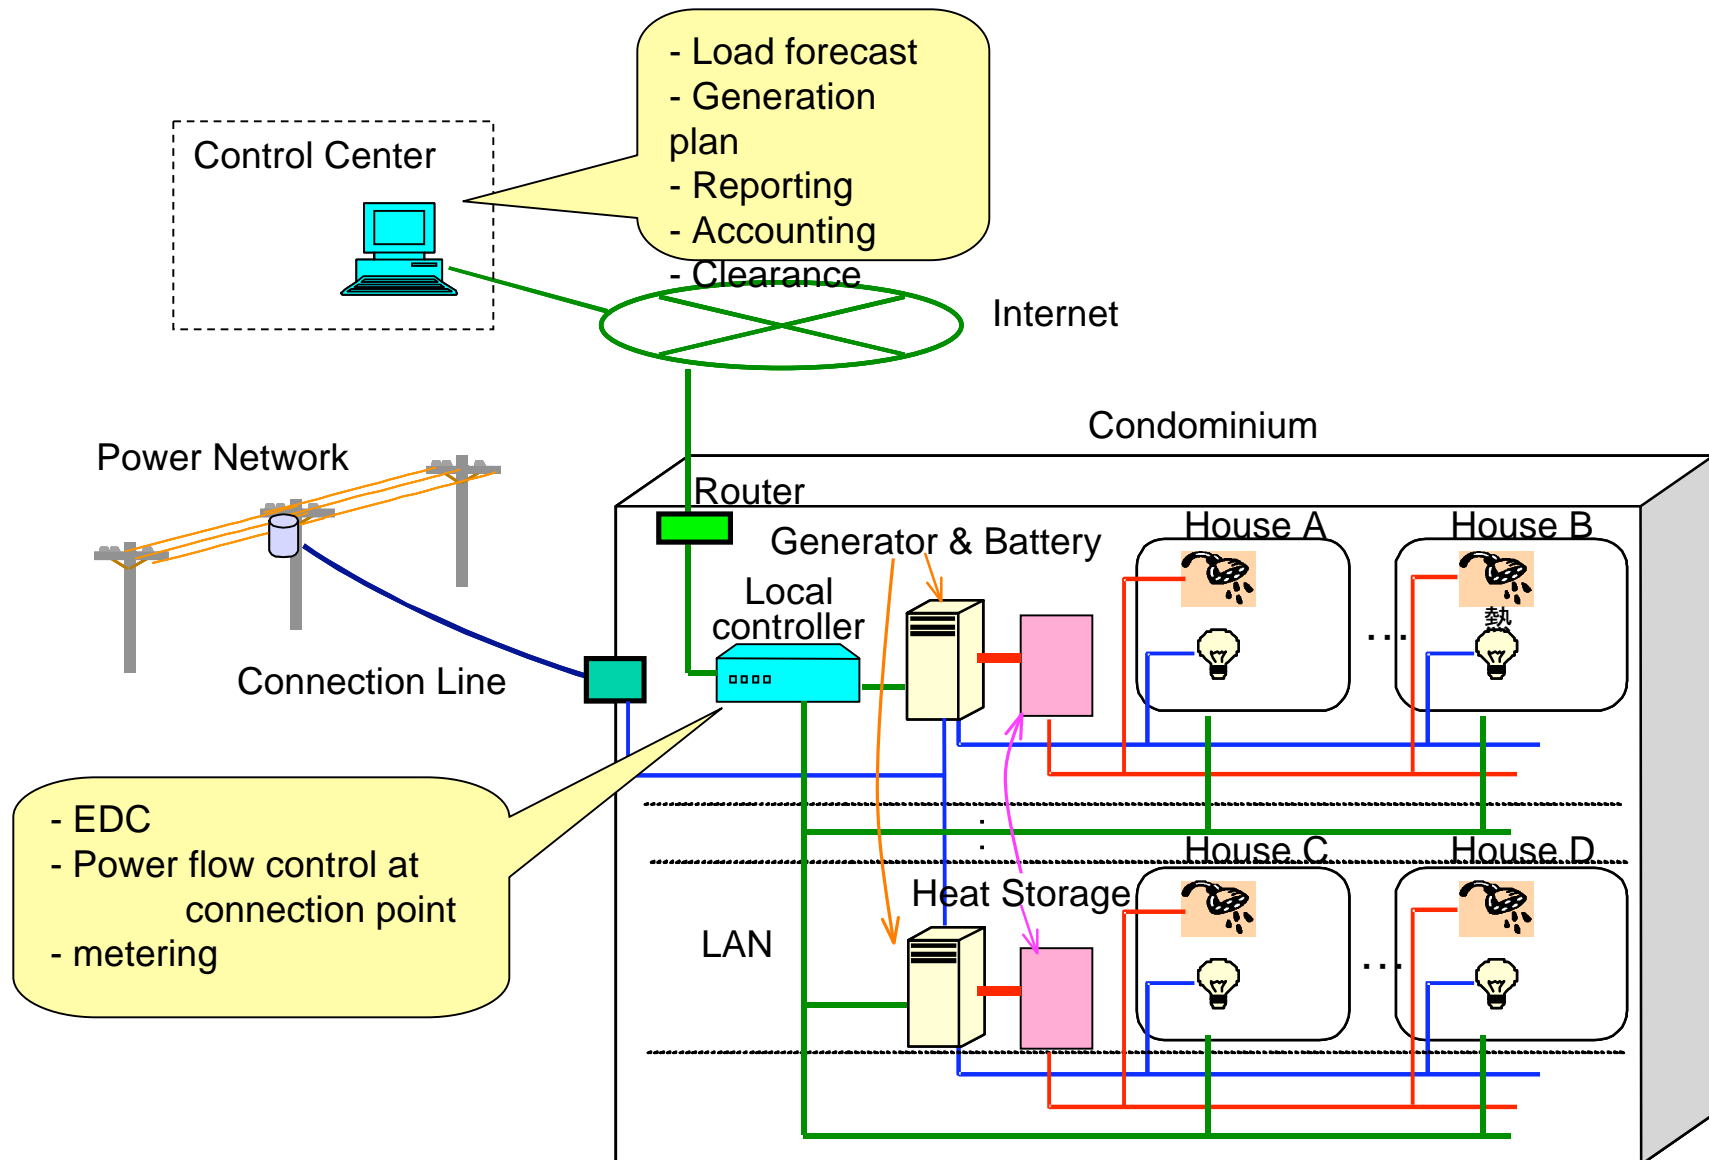 - Load forecast
- Generation
plan
- Reporting
- Accounting
- Clearance
Control Center
Internet
Condominium
Power Network
Router
Generator & Battery
House A
House B
熱
Local
controller
...
Connection Line
- EDC
- Power flow control at
connection point
- metering
:
House C
House D
Heat Storage
LAN
...